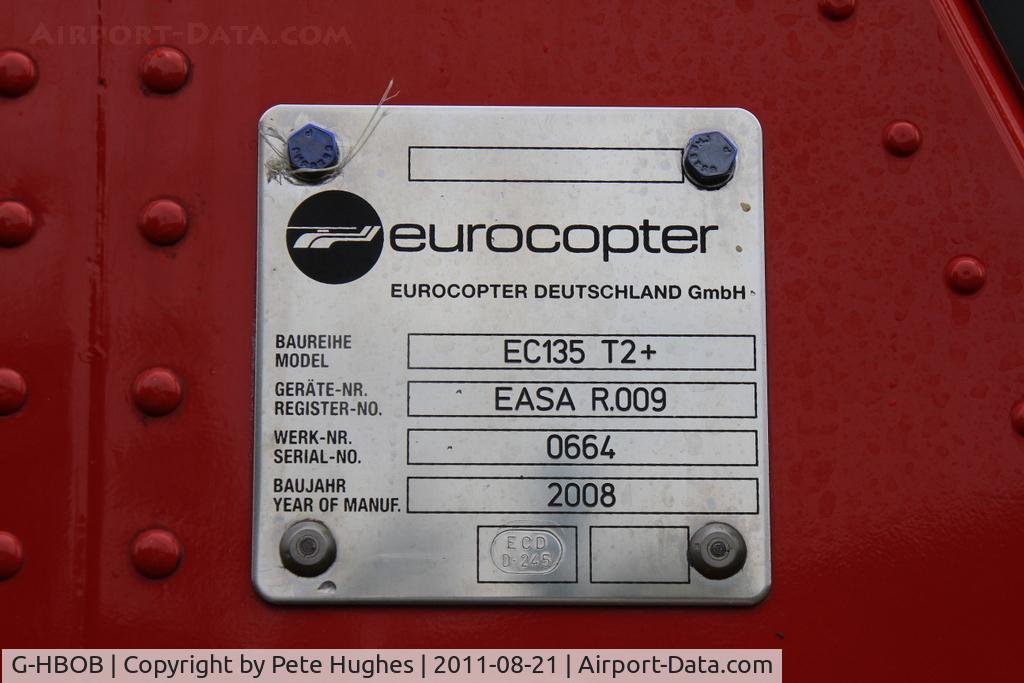 AIRPORT-DATA.COM
eurocopter
EUROCOPTER DEUTSCHLAND GmbH
BAUREIHE
MODEL
EC135 T2+
GERÄTE-NR.
REGISTER-NO.
EASA R.009
WERK-NR.
SERIAL-NO.
0664
BAUJAHR
YEAR OF MANUF.
2008
ECD
D-245
G-HBOB | Copyright by Pete Hughes | 2011-08-21 | Airport-Data.com